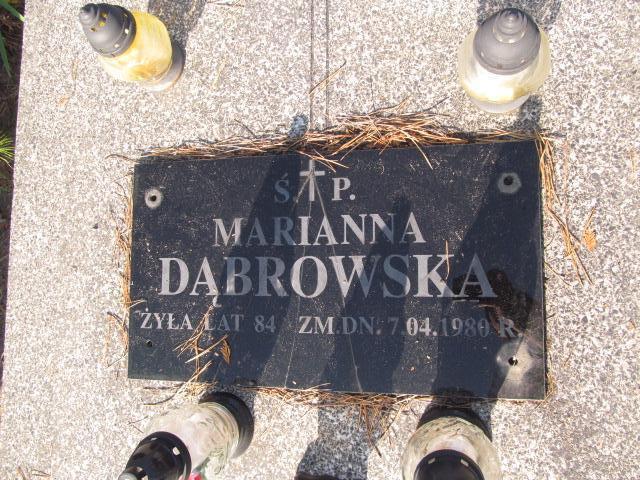 Ś.✝P.
MARIANNA
DĄBROWSKA
ŻYŁA LAT 84 ZM.DN. 7.04.1980 R.